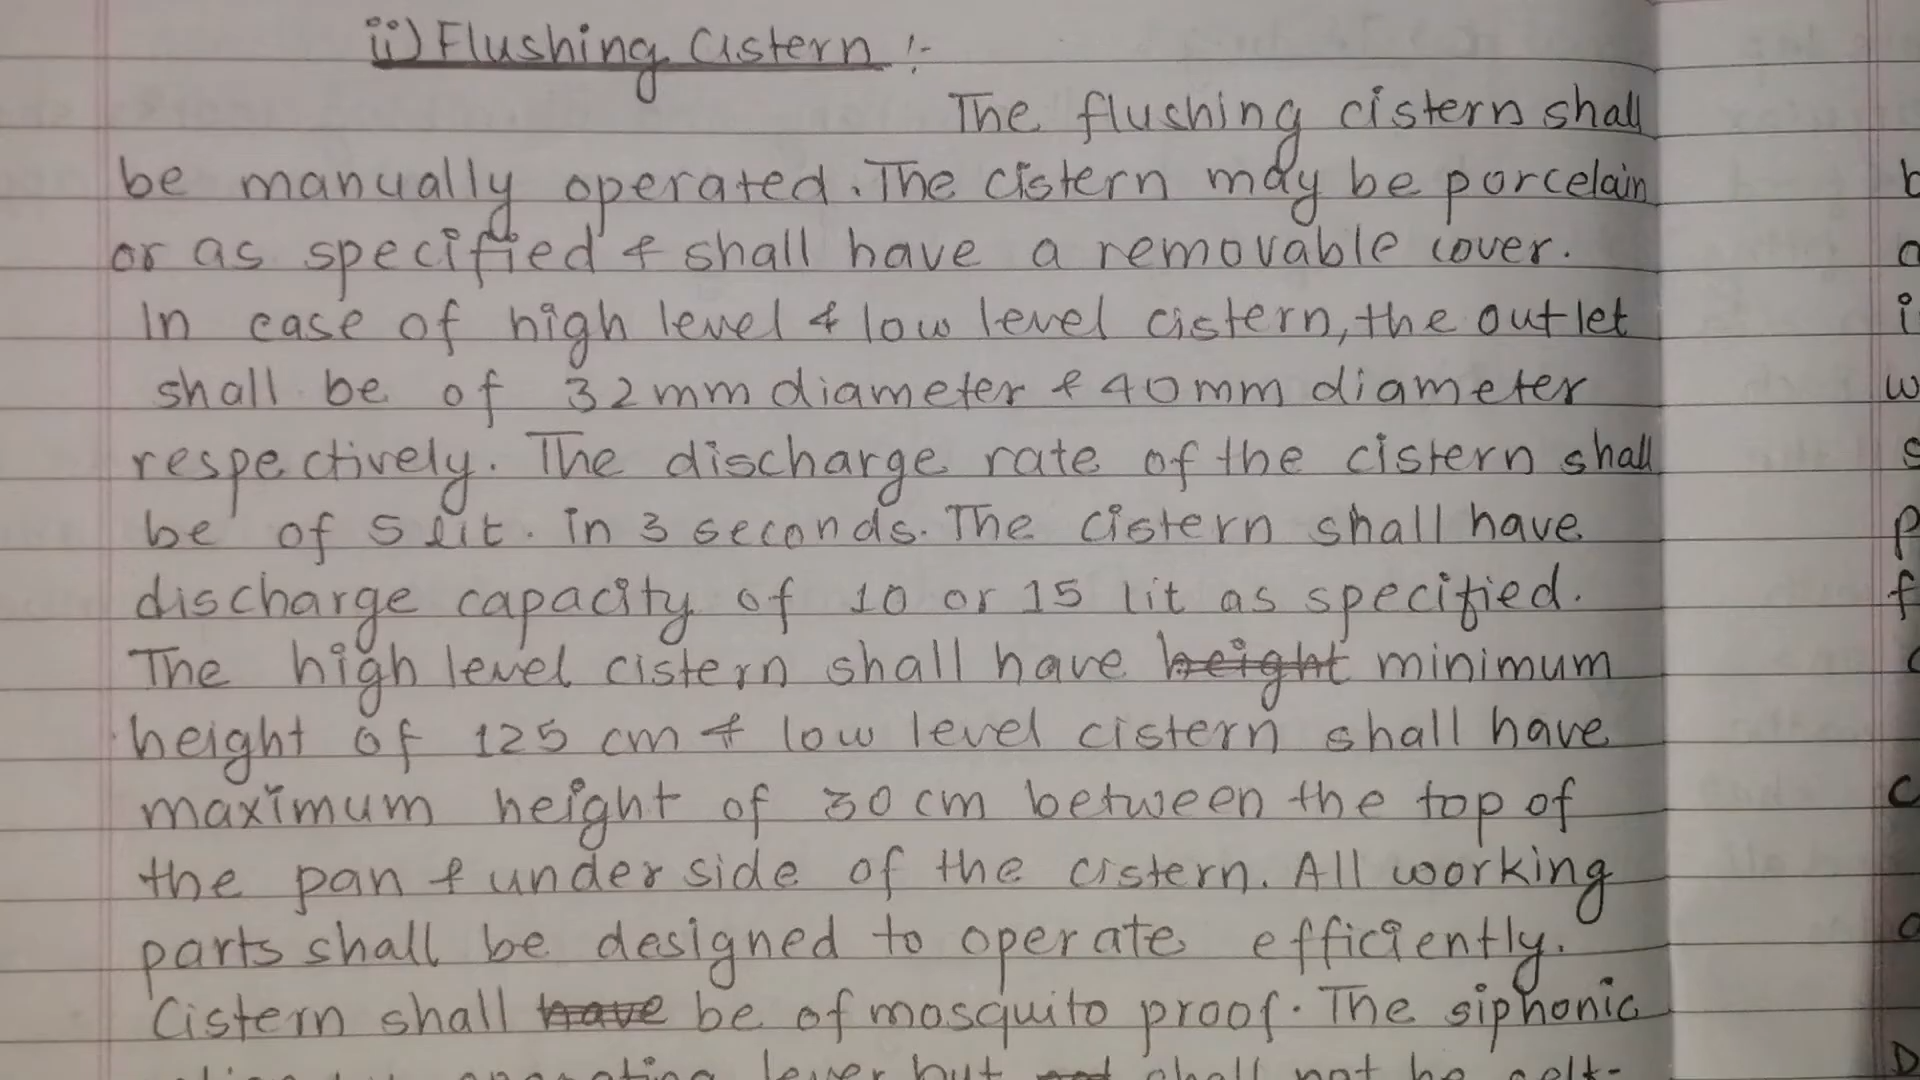 ii) Flushing Cistern :-
The flushing cistern shall
be manually operated. The cistern may be porcelain
or as specified & shall have a removable cover.
In case of high level & low level cistern, the outlet
shall be of 32mm diameter & 40mm diameter
respectively. The discharge rate of the cistern shall
be of 5 lit. in 3 seconds. The cistern shall have
discharge capacity of 10 or 15 lit as specified.
The high level cistern shall have height minimum
height of 125 cm & low level cistern shall have
maximum height of 30 cm between the top of
the pan & under side of the cistern. All working
parts shall be designed to operate efficiently.
Cistern shall have be of mosquito proof. The siphonic
lever but shall not be